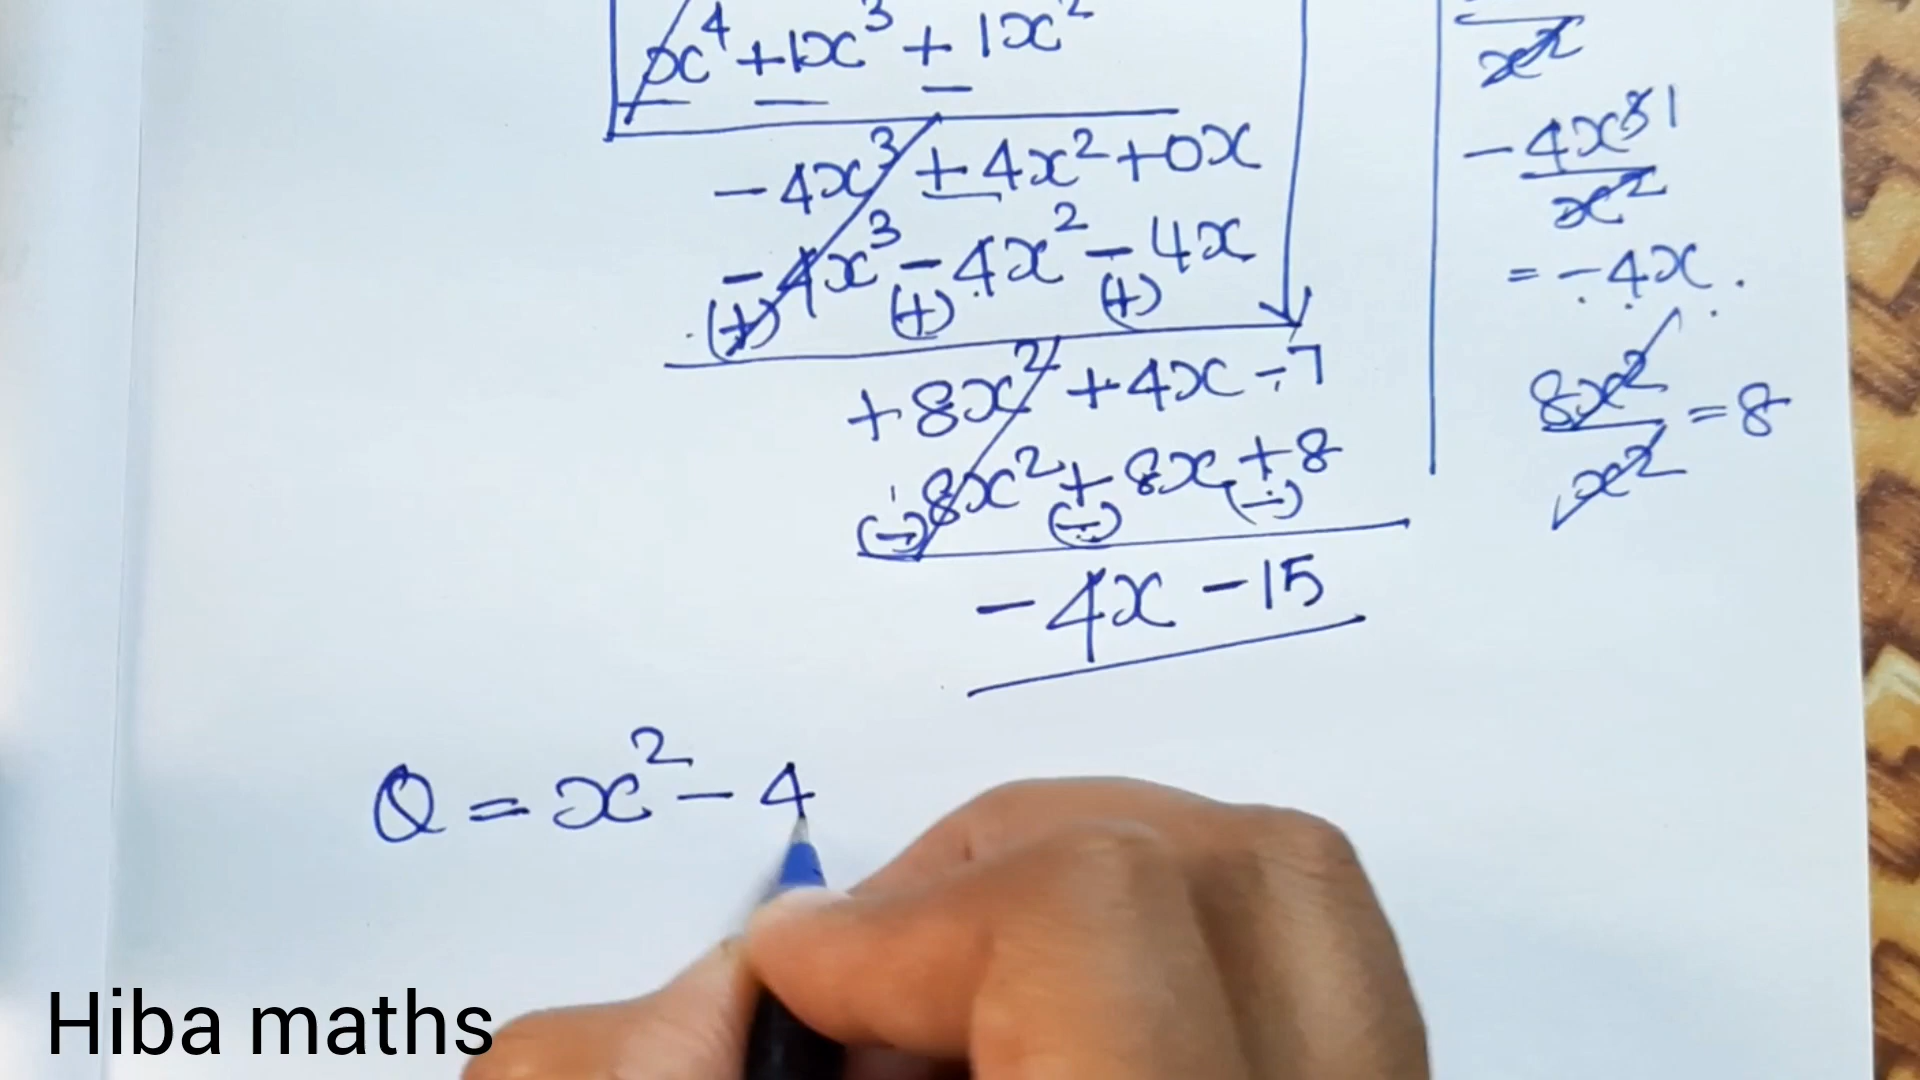 x⁴ + 1x³ + 1x²
- 4x³ + 4x² + 0x
- 4x³ - 4x² - 4x
(+) (+) (+)
+ 8x² + 4x - 7
8x² + 8x + 8
(-) (-) (-)
- 4x - 15
x²
- 4x³ 1
x²
= - 4x .
8x² = 8
x²
Q = x² - 4
Hiba maths